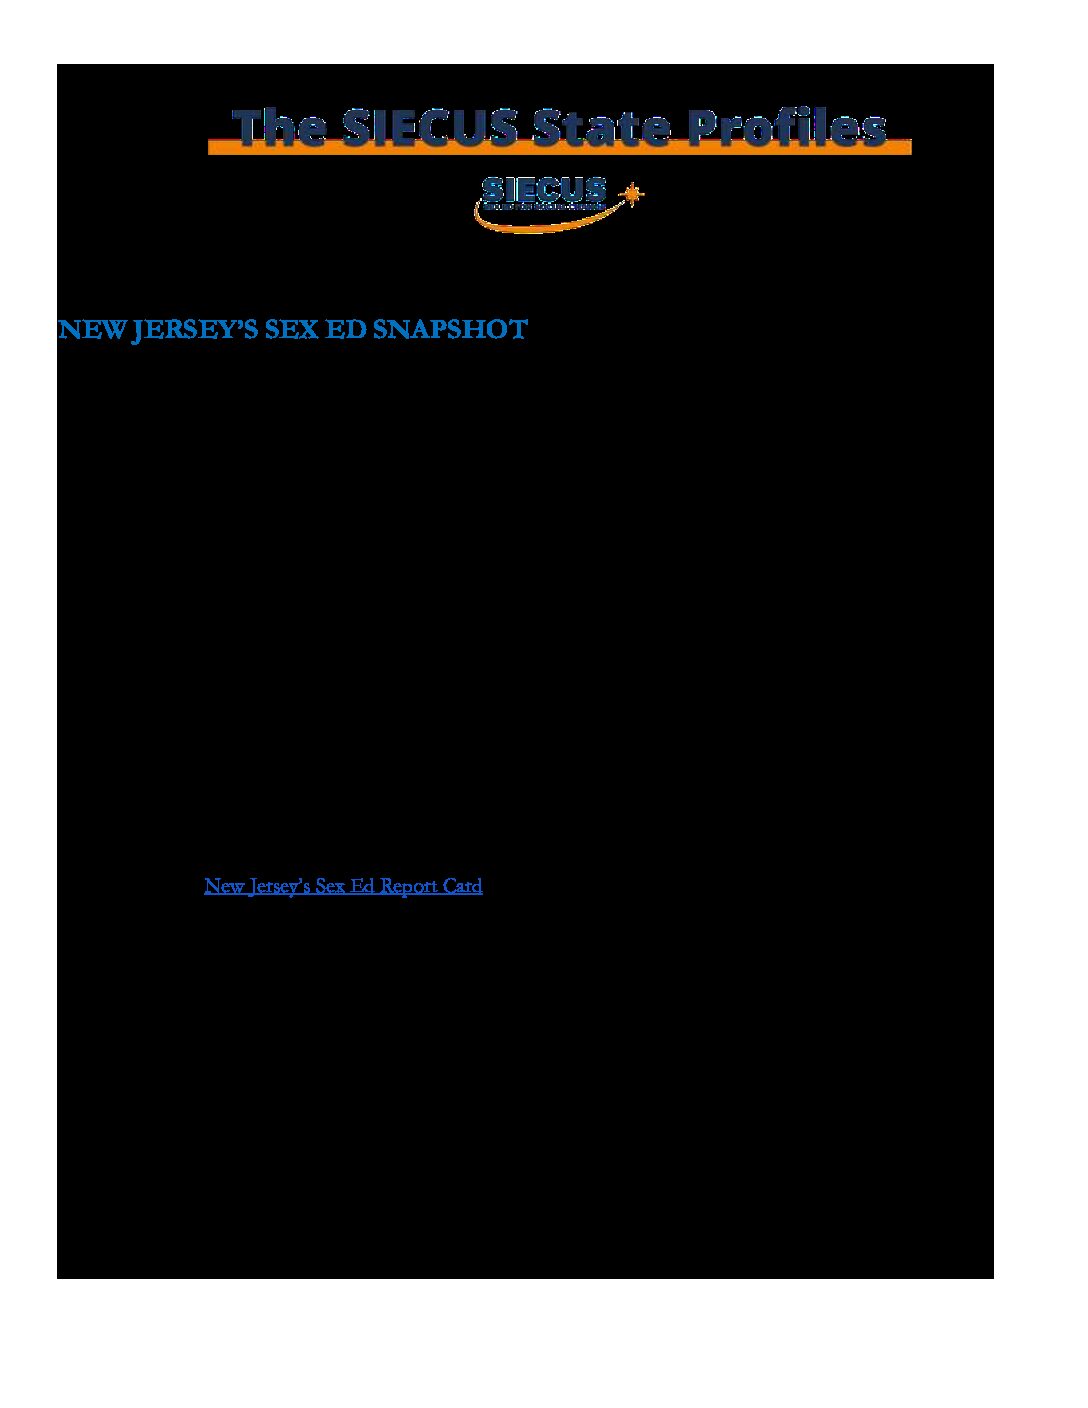 The SIECUS State Profiles
SIECUS
NEW JERSEY’S SEX ED SNAPSHOT
New Jersey’s Sex Ed Report Card